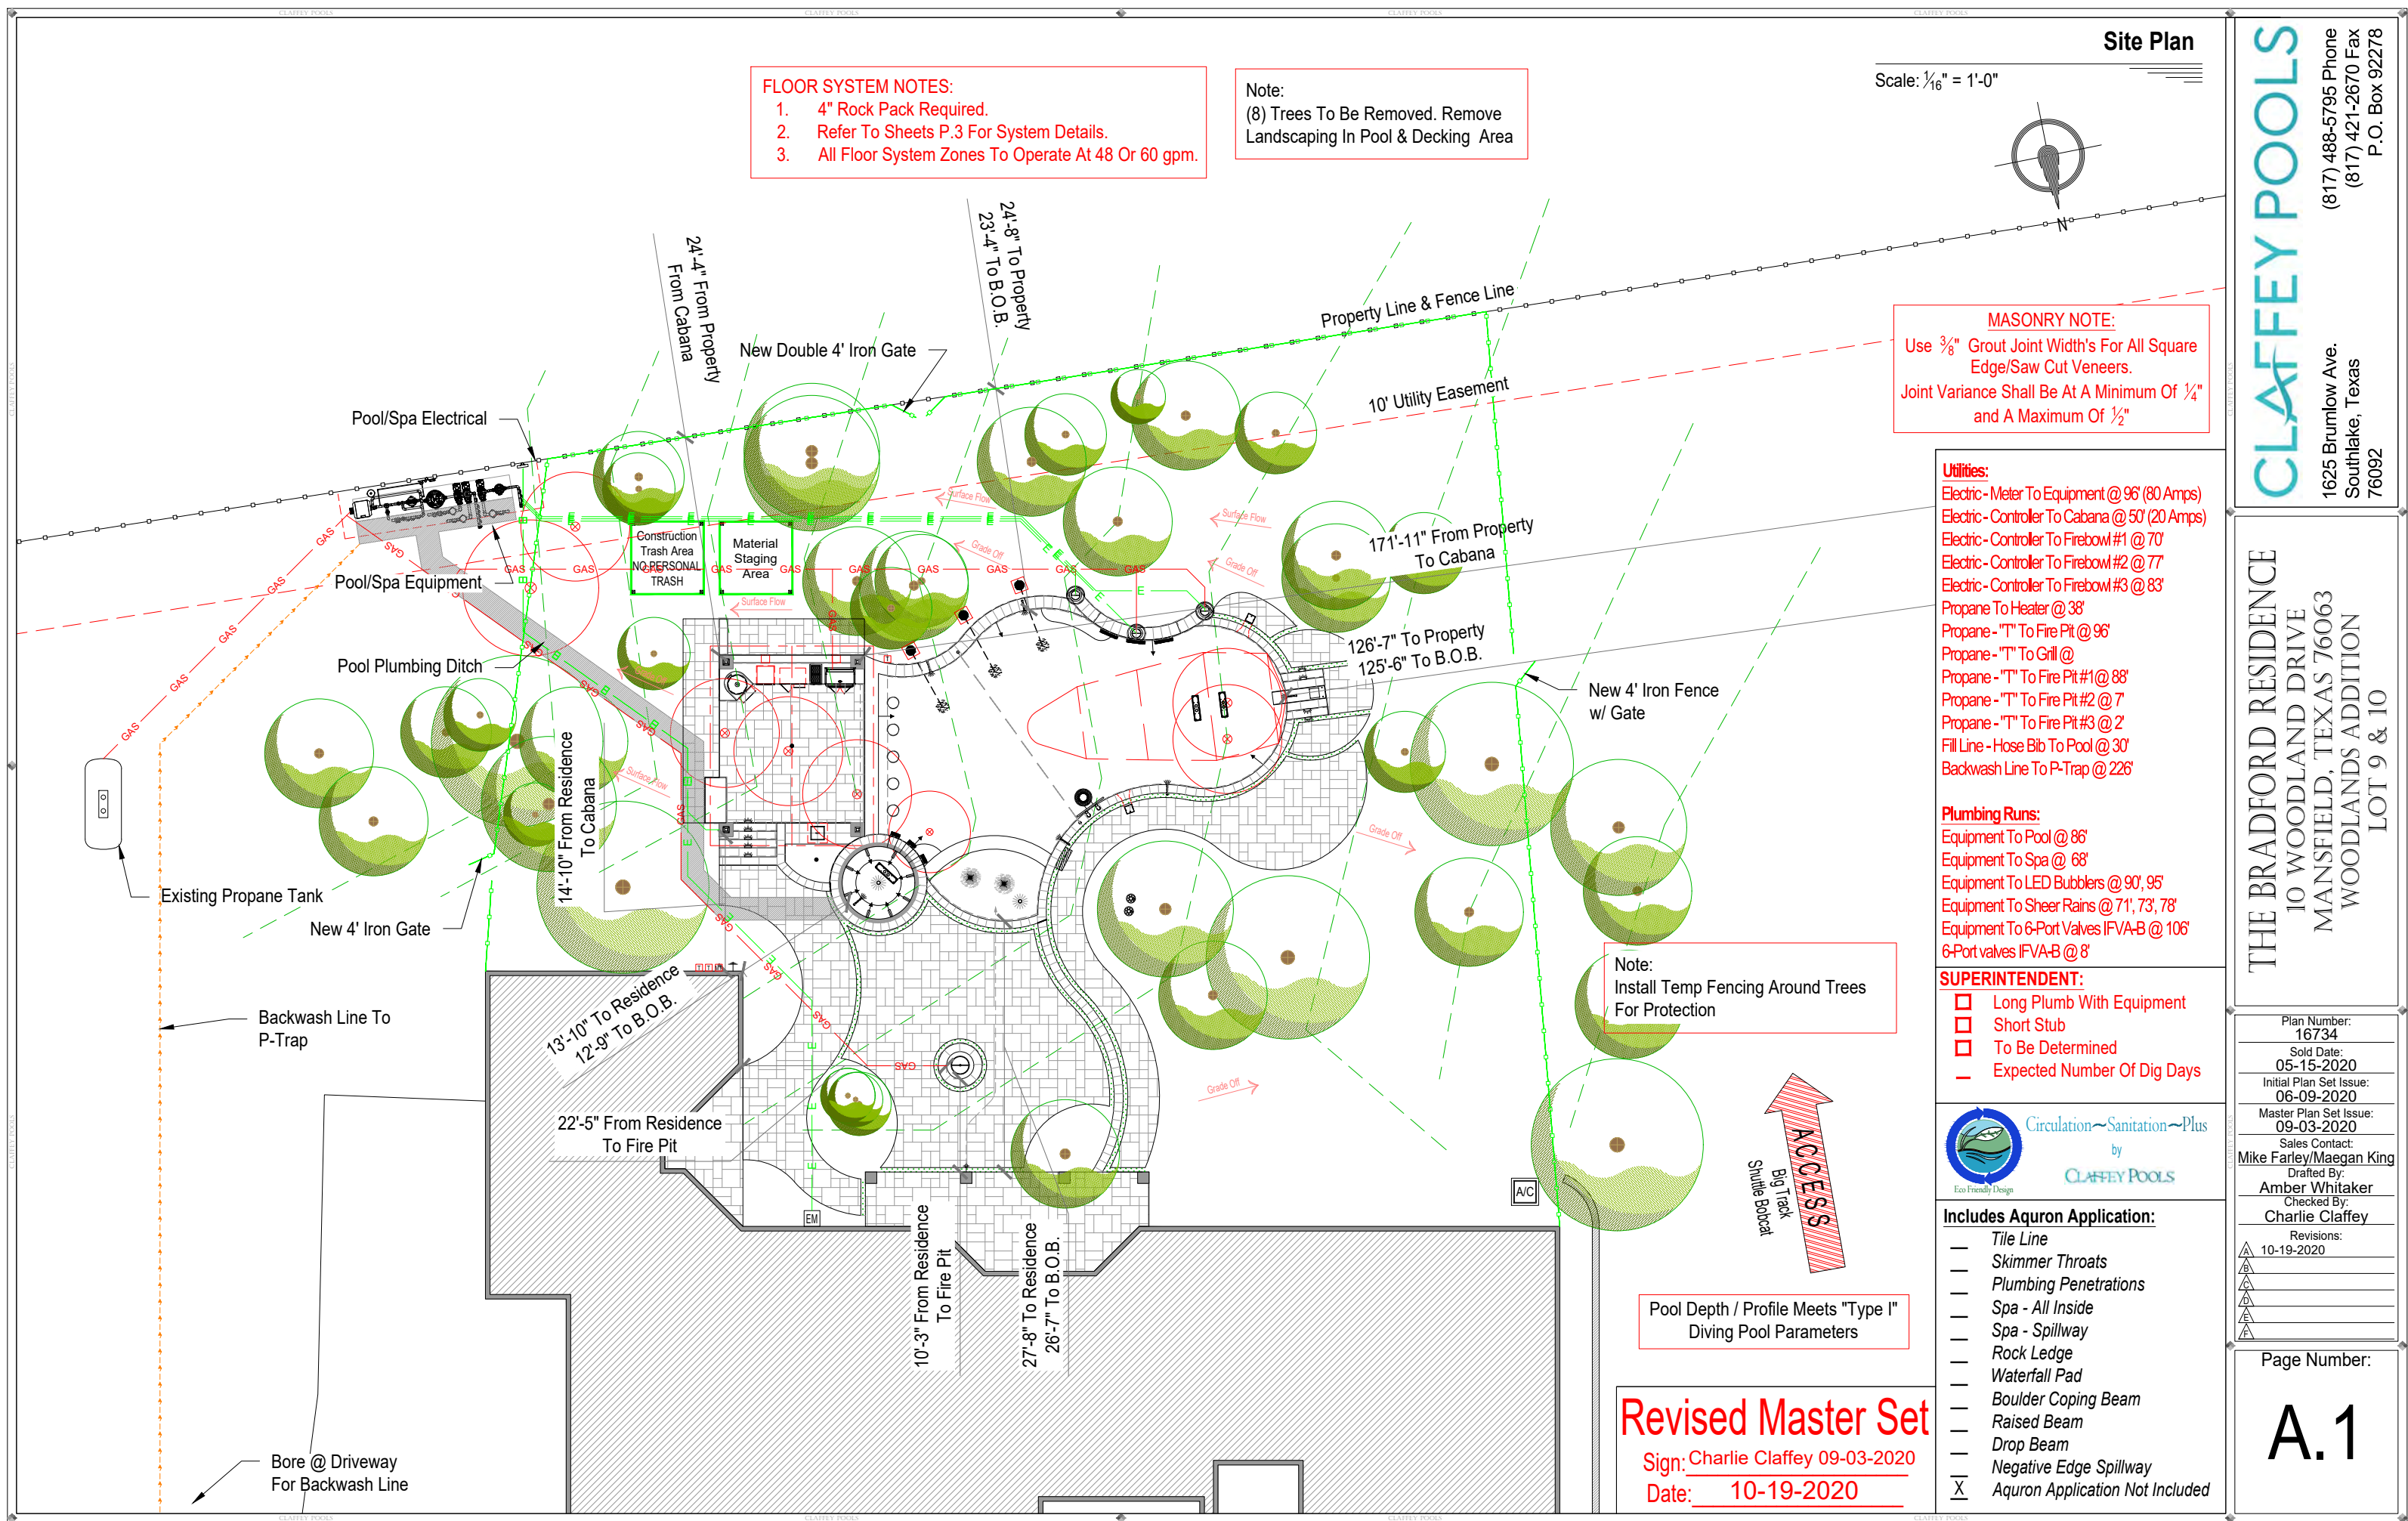 Site Plan
Scale: 1/16" = 1'-0"
FLOOR SYSTEM NOTES:
1. 4" Rock Pack Required.
2. Refer To Sheets P.3 For System Details.
3. All Floor System Zones To Operate At 48 Or 60 gpm.
Note:
(8) Trees To Be Removed. Remove
Landscaping In Pool & Decking Area
N
24'-4" From Property
From Cabana
24'-8" To Property
23'-4" To B.O.B.
Property Line & Fence Line
10' Utility Easement
New Double 4' Iron Gate
Pool/Spa Electrical
Pool/Spa Equipment
Pool Plumbing Ditch
Construction
Trash Area
NO PERSONAL
TRASH
Material
Staging
Area
GAS
Surface Flow
Grade Off
171'-11" From Property
To Cabana
126'-7" To Property
125'-6" To B.O.B.
New 4' Iron Fence
w/ Gate
14'-10" From Residence
To Cabana
Existing Propane Tank
New 4' Iron Gate
Backwash Line To
P-Trap
13'-10" To Residence
12'-9" To B.O.B.
22'-5" From Residence
To Fire Pit
EM
A/C
10'-3" From Residence
To Fire Pit
27'-8" To Residence
26'-7" To B.O.B.
Bore @ Driveway
For Backwash Line
Note:
Install Temp Fencing Around Trees
For Protection
ACCESS
Big Track
Shuttle Bobcat
Pool Depth / Profile Meets "Type I"
Diving Pool Parameters
Revised Master Set
Sign: Charlie Claffey 09-03-2020
Date: 10-19-2020
MASONRY NOTE:
Use 3/8" Grout Joint Width's For All Square
Edge/Saw Cut Veneers.
Joint Variance Shall Be At A Minimum Of 1/4"
and A Maximum Of 1/2"
Utilities:
Electric - Meter To Equipment @ 96' (80 Amps)
Electric - Controller To Cabana @ 50' (20 Amps)
Electric - Controller To Firebowl #1 @ 70'
Electric - Controller To Firebowl #2 @ 77'
Electric - Controller To Firebowl #3 @ 83'
Propane To Heater @ 38'
Propane - "T" To Fire Pit @ 96'
Propane - "T" To Grill @
Propane - "T" To Fire Pit #1@ 88'
Propane - "T" To Fire Pit #2 @ 7'
Propane - "T" To Fire Pit #3 @ 2'
Fill Line - Hose Bib To Pool @ 30'
Backwash Line To P-Trap @ 226'
Plumbing Runs:
Equipment To Pool @ 86'
Equipment To Spa @ 68'
Equipment To LED Bubblers @ 90', 95'
Equipment To Sheer Rains @ 71', 73', 78'
Equipment To 6-Port Valves IFVA-B @ 106'
6-Port valves IFVA-B @ 8'
SUPERINTENDENT:
Long Plumb With Equipment
Short Stub
To Be Determined
Expected Number Of Dig Days
Eco Friendly Design
Circulation~Sanitation~Plus
by
CLAFFEY POOLS
Includes Aquron Application:
Tile Line
Skimmer Throats
Plumbing Penetrations
Spa - All Inside
Spa - Spillway
Rock Ledge
Waterfall Pad
Boulder Coping Beam
Raised Beam
Drop Beam
Negative Edge Spillway
X Aquron Application Not Included
CLAFFEY POOLS
1625 Brumlow Ave.
Southlake, Texas
76092
(817) 488-5795 Phone
(817) 421-2670 Fax
P.O. Box 92278
THE BRADFORD RESIDENCE
10 WOODLAND DRIVE
MANSFIELD, TEXAS 76063
WOODLANDS ADDITION
LOT 9 & 10
Plan Number:
16734
Sold Date:
05-15-2020
Initial Plan Set Issue:
06-09-2020
Master Plan Set Issue:
09-03-2020
Sales Contact:
Mike Farley/Maegan King
Drafted By:
Amber Whitaker
Checked By:
Charlie Claffey
Revisions:
A 10-19-2020
B
C
D
E
F
Page Number:
A.1